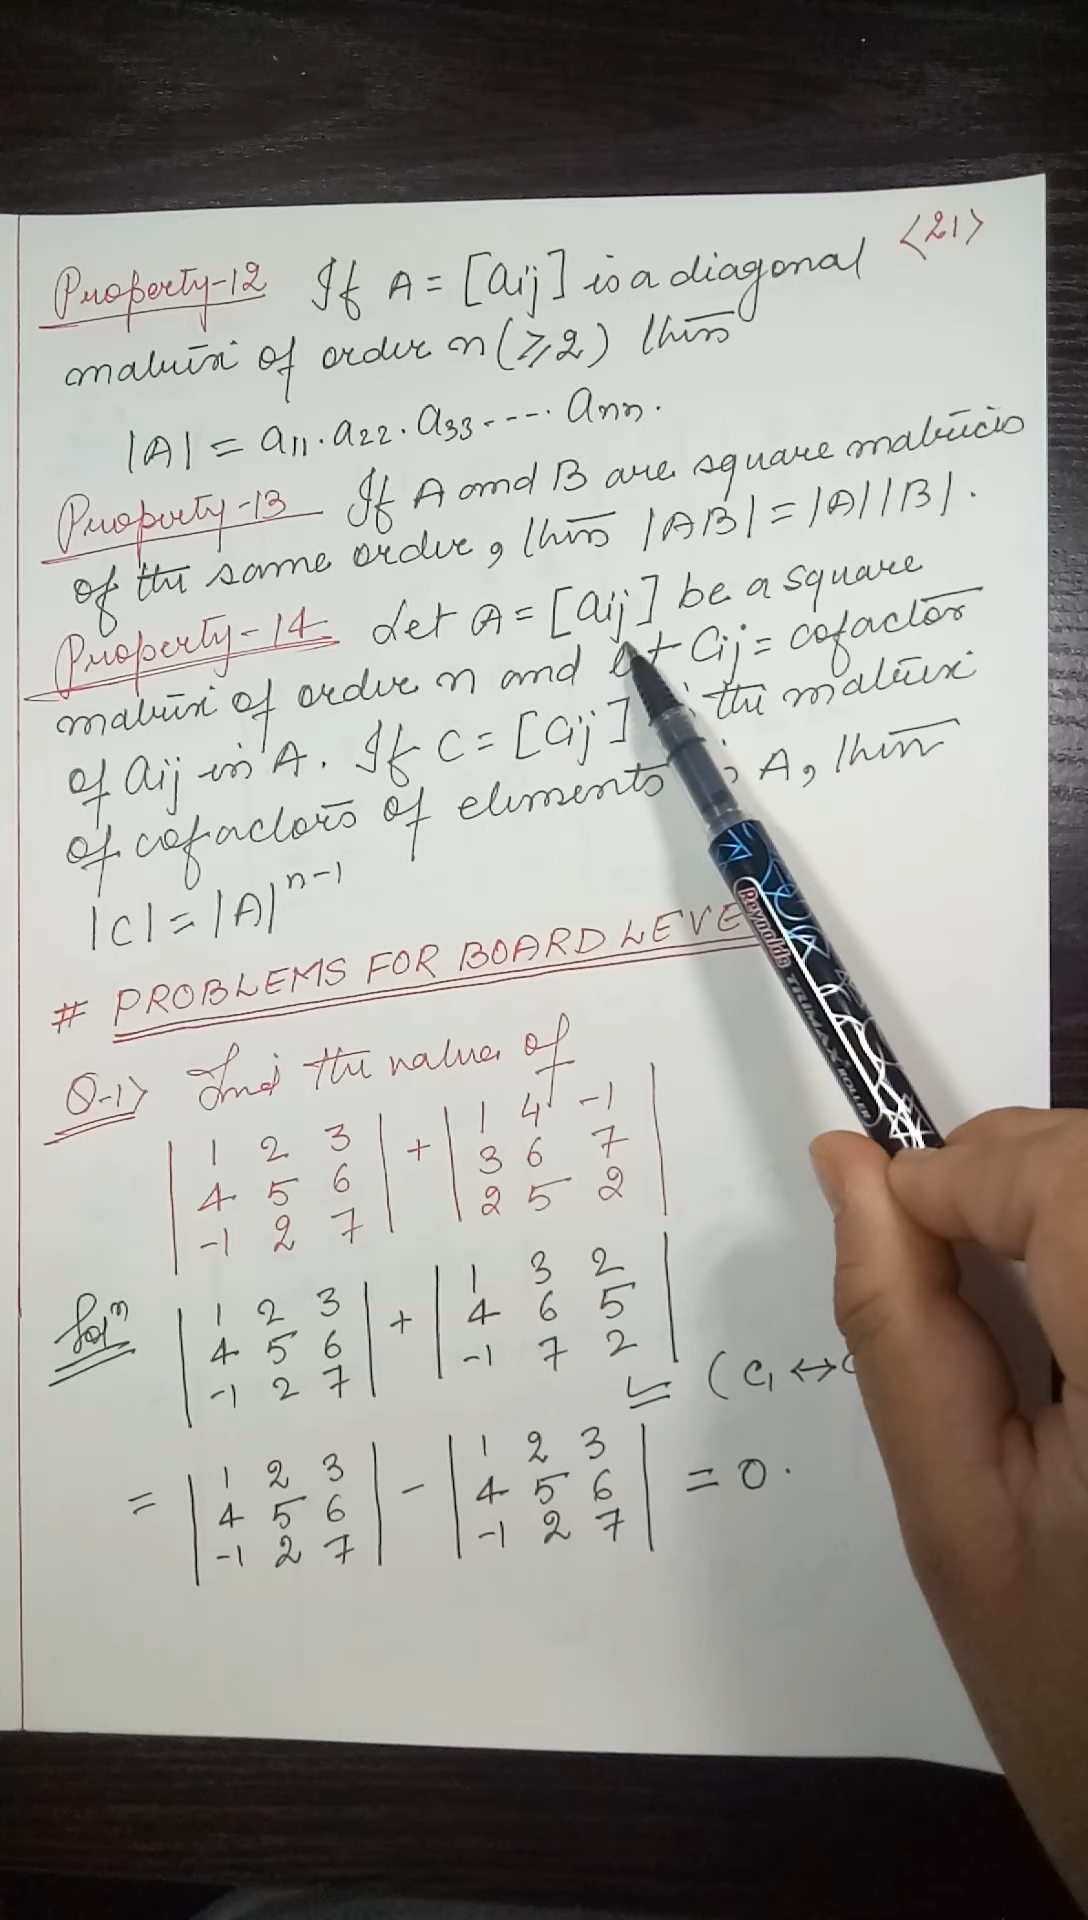 <21>
Property-12 If A = [aij] is a diagonal
matrix of order n (≥2) then
|A| = a11 . a22 . a33 ---- . ann .
Property-13 If A and B are square matrices
of the same order, then |AB| = |A||B| .
Property-14 Let A = [aij] be a square
matrix of order n and let Cij = cofactor
of aij in A. If C = [Cij] the matrix
of cofactors of elements A, then
|C| = |A|^n-1
# PROBLEMS FOR BOARD LEVE
Q-1> Find the value of
| 1 2 3 | + | 1 4 -1 |
| 4 5 6 | | 3 6 7 |
| -1 2 7 | | 2 5 2 |
Sol^n | 1 2 3 | + | 1 3 2 |
| 4 5 6 | | 4 6 5 |
| -1 2 7 | | -1 7 2 |
(C1 ↔
= | 1 2 3 | - | 1 2 3 | = 0 .
| 4 5 6 | | 4 5 6 |
| -1 2 7 | | -1 2 7 |
Reynolds TRIMAX ROLLER